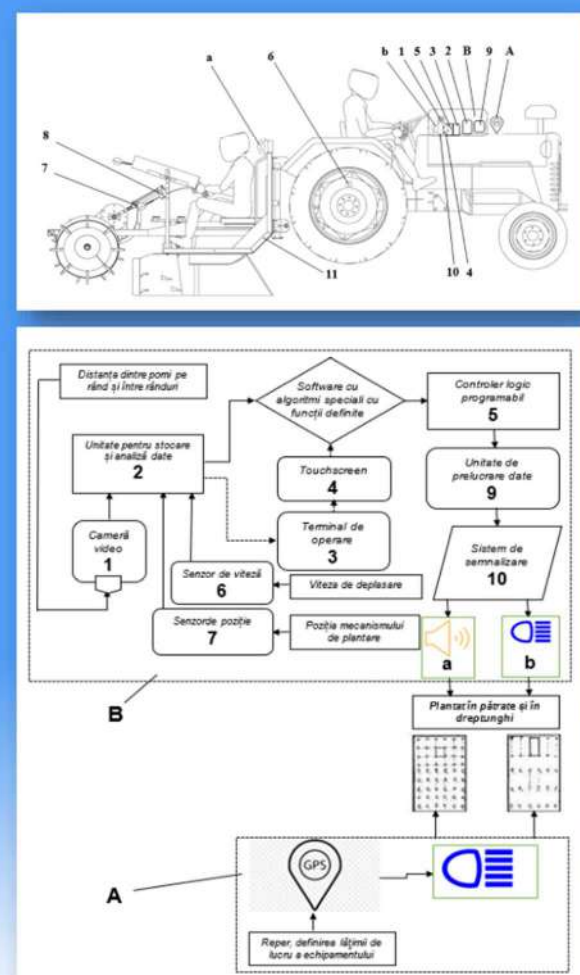 b 1 5 3 2 B 9 A
a 6
8
7
11 10 4
Distanța dintre pomi pe
rând și între rânduri
Software cu
algoritmi speciali cu
funcții definite
Controler logic
programabil
5
Unitate pentru stocare
și analiză date
2
Touchscreen
4
Unitate de
prelucrare date
9
Cameră
video
1
Terminal de
operare
3
Sistem de
semnalizare
10
Senzor de viteză
6
Viteza de deplasare
Senzorde poziție
7
Poziția mecanismului
de plantare
a
b
B
Plantat în pătrate și în
dreptunghi
A
GPS
Reper, definirea lățimii de
lucru a echipamentului